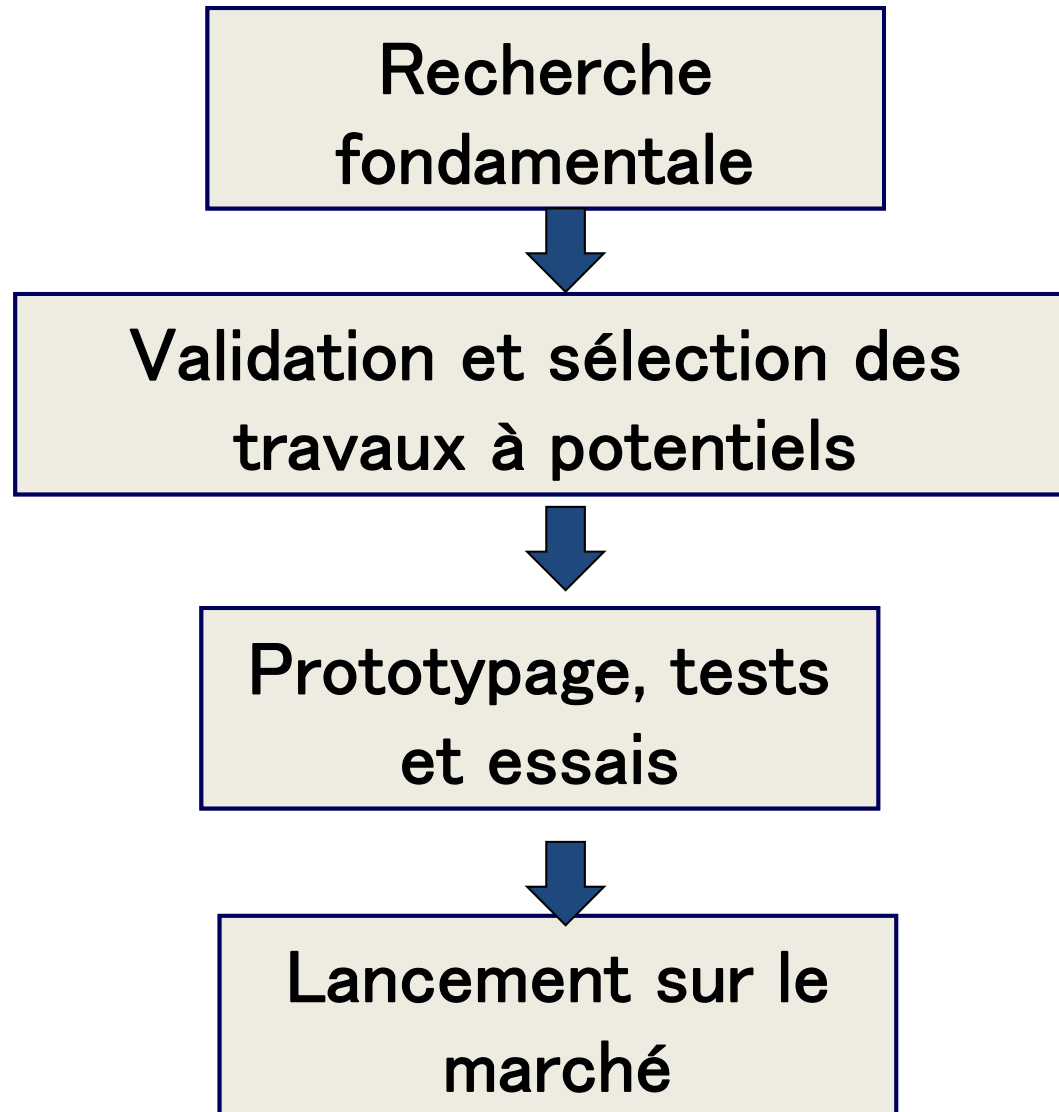 Recherche
fondamentale
Validation et sélection des
travaux à potentiels
Prototypage, tests
et essais
Lancement sur le
marché